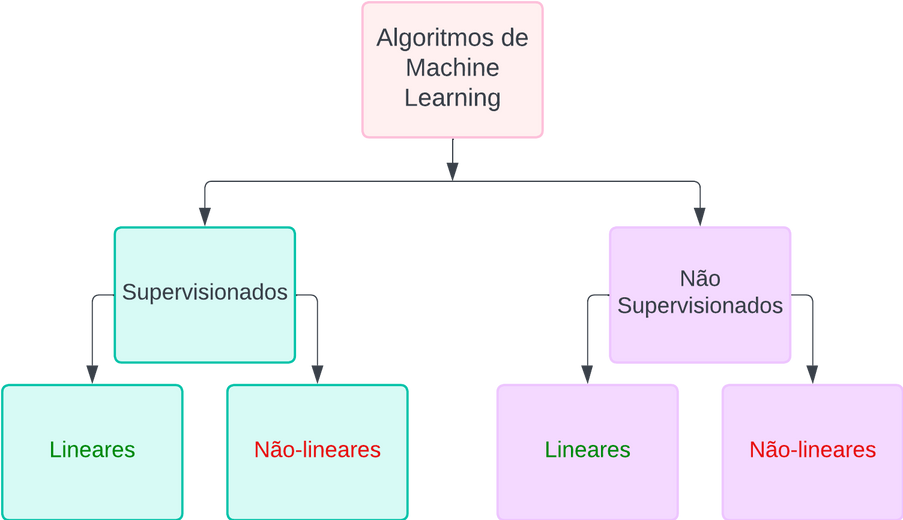 Algoritmos de
Machine
Learning
Supervisionados
Não
Supervisionados
Lineares
Não-lineares
Lineares
Não-lineares